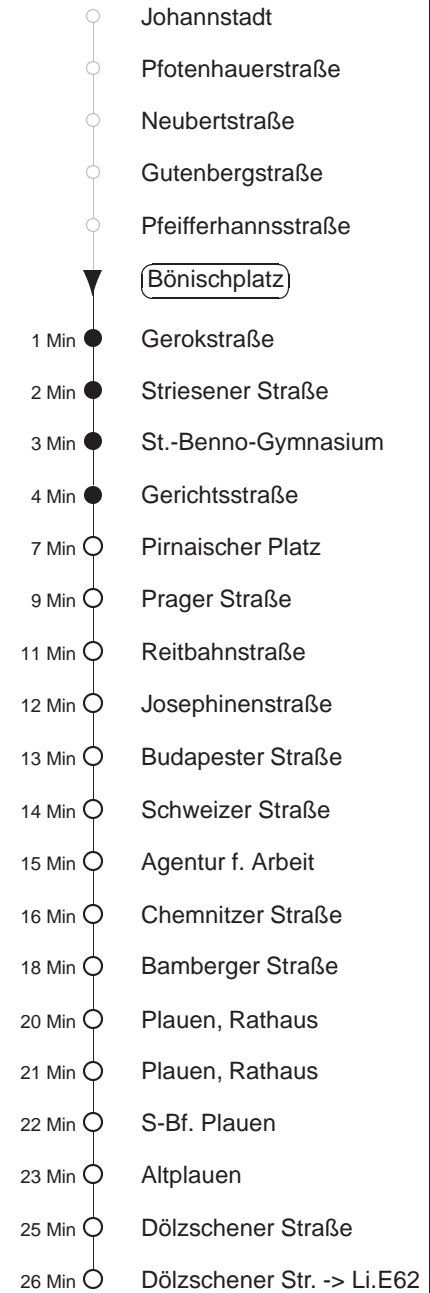 Johannstadt
Pfotenhauerstraße
Neubertstraße
Gutenbergstraße
Pfeifferhannsstraße
Bönischplatz
1 Min Gerokstraße
2 Min Striesener Straße
3 Min St.-Benno-Gymnasium
4 Min Gerichtsstraße
7 Min Pirnaischer Platz
9 Min Prager Straße
11 Min Reitbahnstraße
12 Min Josephinenstraße
13 Min Budapester Straße
14 Min Schweizer Straße
15 Min Agentur f. Arbeit
16 Min Chemnitzer Straße
18 Min Bamberger Straße
20 Min Plauen, Rathaus
21 Min Plauen, Rathaus
22 Min S-Bf. Plauen
23 Min Altplauen
25 Min Dölzschener Straße
26 Min Dölzschener Str. -> Li.E62